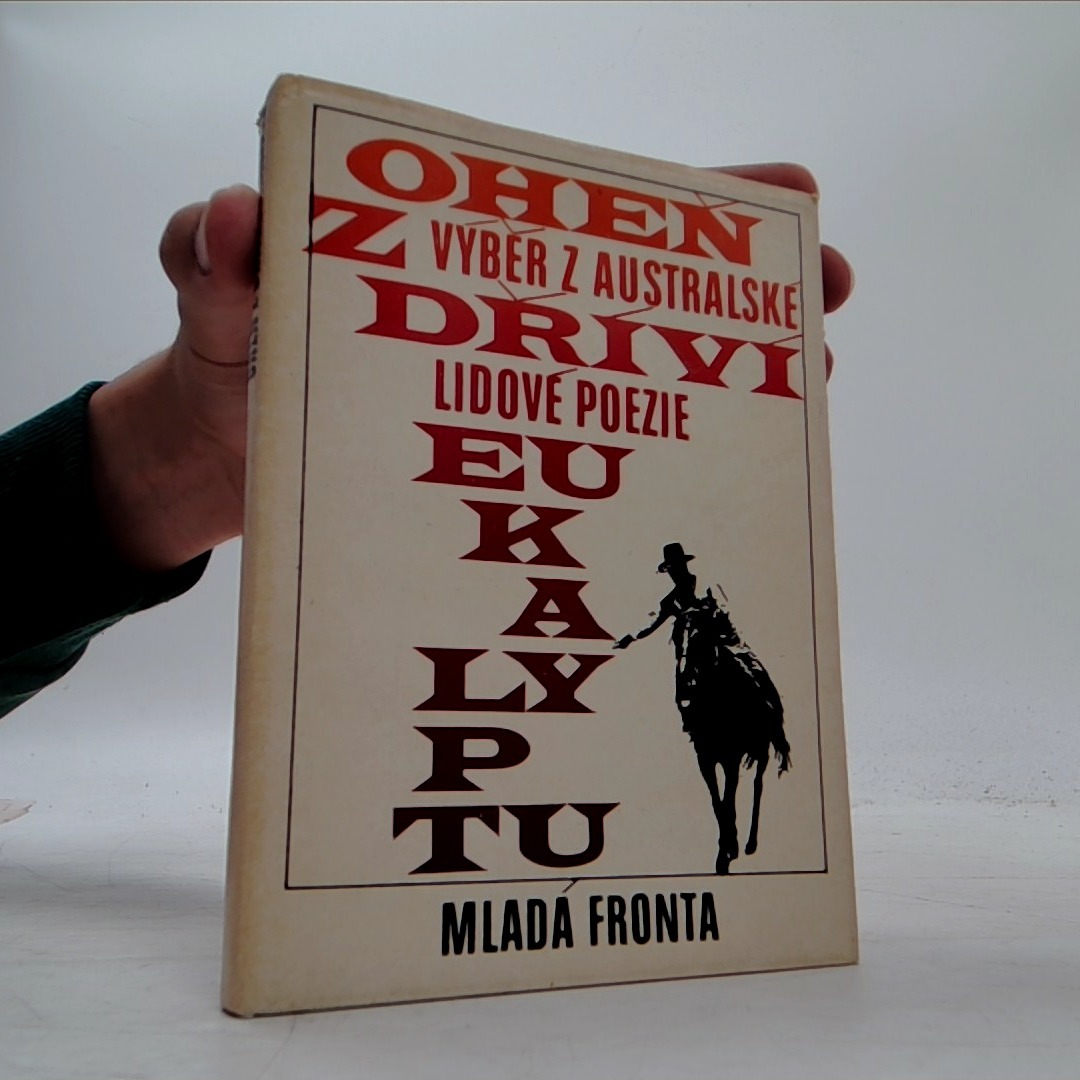 OHEŇ
Z VÝBĚR Z AUSTRALSKÉ
DŘÍVÍ
LIDOVÉ POEZIE
EU
K
A
LY
P
TU
MLADÁ FRONTA